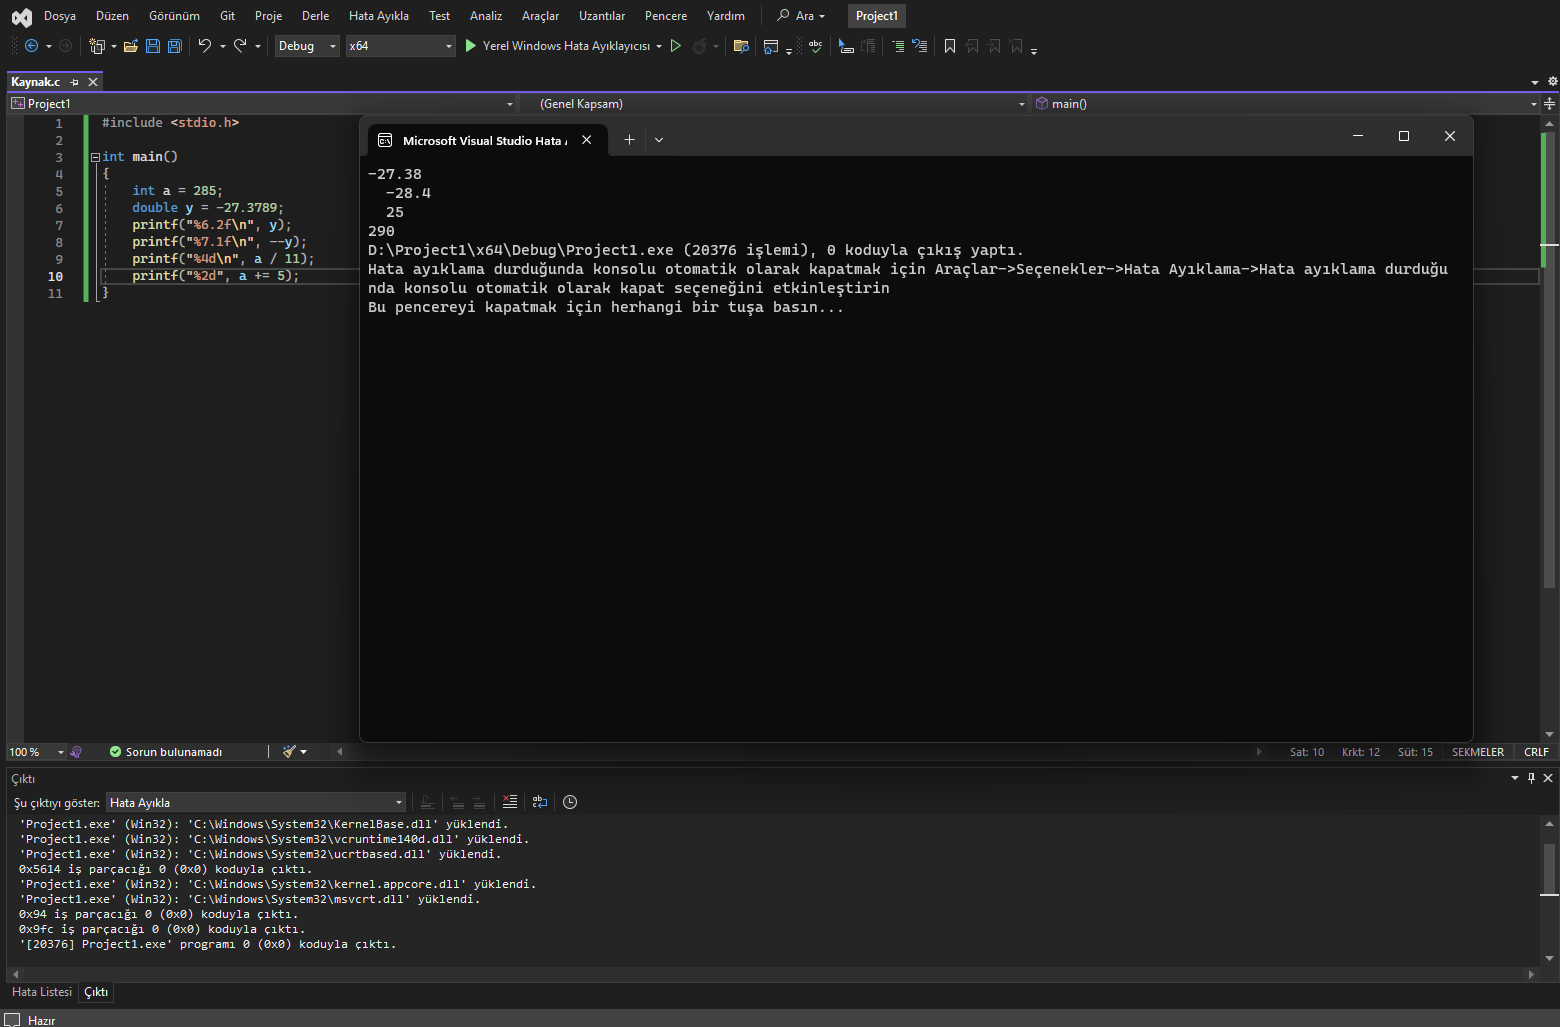 Dosya Düzen Görünüm Git Proje Derle Hata Ayıkla Test Analiz Araçlar Uzantılar Pencere Yardım Ara Project1
Debug x64 Yerel Windows Hata Ayıklayıcısı
Kaynak.c
Project1 (Genel Kapsam) main()
1 #include <stdio.h>
2
3 int main()
4 {
5 int a = 285;
6 double y = -27.3789;
7 printf("%6.2f\n", y);
8 printf("%7.1f\n", --y);
9 printf("%4d\n", a / 11);
10 printf("%2d", a += 5);
11 }
Microsoft Visual Studio Hata
-27.38
  -28.4
  25
290
D:\Project1\x64\Debug\Project1.exe (20376 işlemi), 0 koduyla çıkış yaptı.
Hata ayıklama durduğunda konsolu otomatik olarak kapatmak için Araçlar->Seçenekler->Hata Ayıklama->Hata ayıklama durduğu
nda konsolu otomatik olarak kapat seçeneğini etkinleştirin
Bu pencereyi kapatmak için herhangi bir tuşa basın...
100 % Sorun bulunamadı Sat: 10 Krkt: 12 Süt: 15 SEKMELER CRLF
Çıktı
Şu çıktıyı göster: Hata Ayıkla
'Project1.exe' (Win32): 'C:\Windows\System32\KernelBase.dll' yüklendi.
'Project1.exe' (Win32): 'C:\Windows\System32\vcruntime140d.dll' yüklendi.
'Project1.exe' (Win32): 'C:\Windows\System32\ucrtbased.dll' yüklendi.
0x5614 iş parçacığı 0 (0x0) koduyla çıktı.
'Project1.exe' (Win32): 'C:\Windows\System32\kernel.appcore.dll' yüklendi.
'Project1.exe' (Win32): 'C:\Windows\System32\msvcrt.dll' yüklendi.
0x94 iş parçacığı 0 (0x0) koduyla çıktı.
0x9fc iş parçacığı 0 (0x0) koduyla çıktı.
'[20376] Project1.exe' programı 0 (0x0) koduyla çıktı.
Hata Listesi Çıktı
Hazır